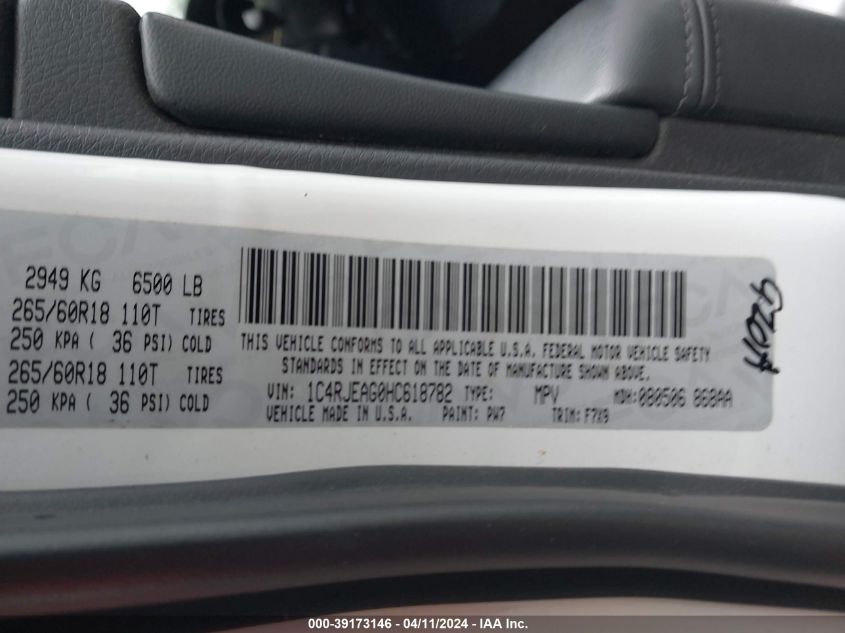 2949 KG 6500 LB
265/60R18 110T TIRES
250 KPA ( 36 PSI) COLD
265/60R18 110T TIRES
250 KPA ( 36 PSI) COLD
THIS VEHICLE CONFORMS TO ALL APPLICABLE U.S.A. FEDERAL MOTOR VEHICLE SAFETY
STANDARDS IN EFFECT ON THE DATE OF MANUFACTURE SHOWN ABOVE.
VIN: 1C4RJEAG0HC618782 TYPE: MPV MDH:080506 868AA
VEHICLE MADE IN U.S.A. PAINT: PW7 TRIM: F7X9
000-39173146 - 04/11/2024 - IAA Inc.